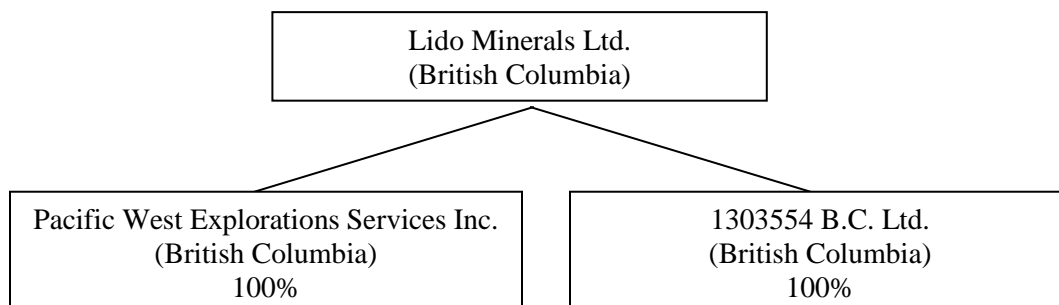 Lido Minerals Ltd.
(British Columbia)
Pacific West Explorations Services Inc.
(British Columbia)
100%
1303554 B.C. Ltd.
(British Columbia)
100%